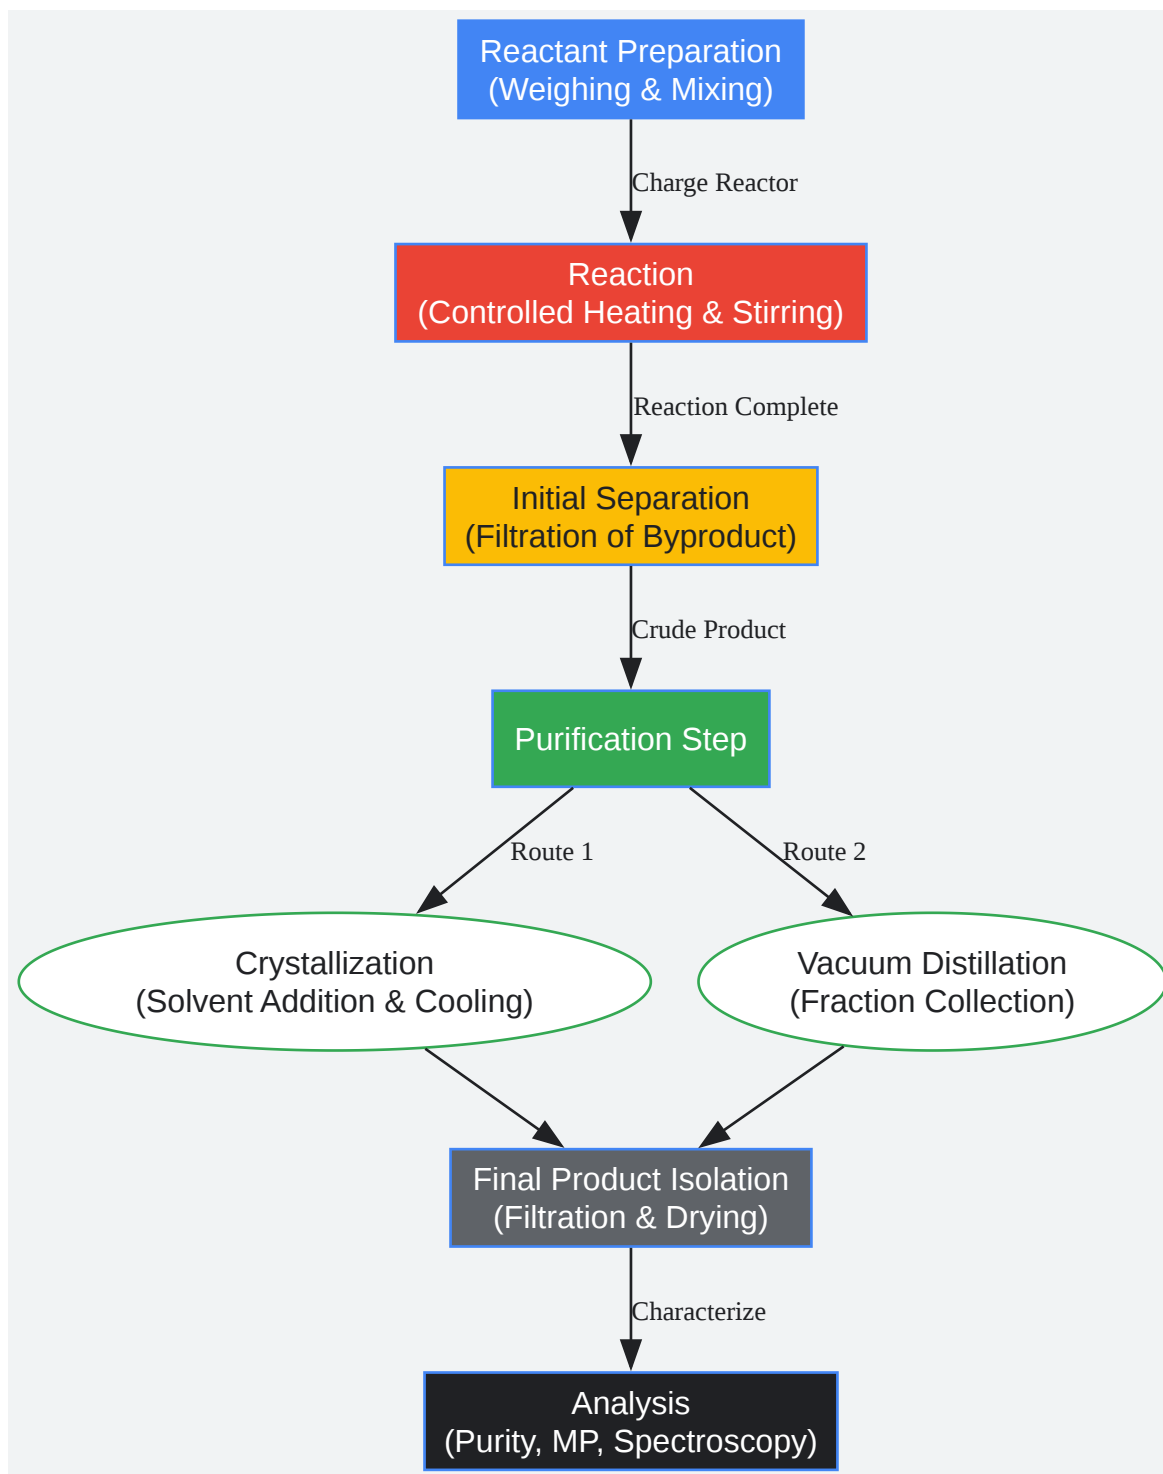 Reactant Preparation
(Weighing & Mixing)
Charge Reactor
Reaction
(Controlled Heating & Stirring)
Reaction Complete
Initial Separation
(Filtration of Byproduct)
Crude Product
Purification Step
Route 1
Route 2
Crystallization
(Solvent Addition & Cooling)
Vacuum Distillation
(Fraction Collection)
Final Product Isolation
(Filtration & Drying)
Characterize
Analysis
(Purity, MP, Spectroscopy)